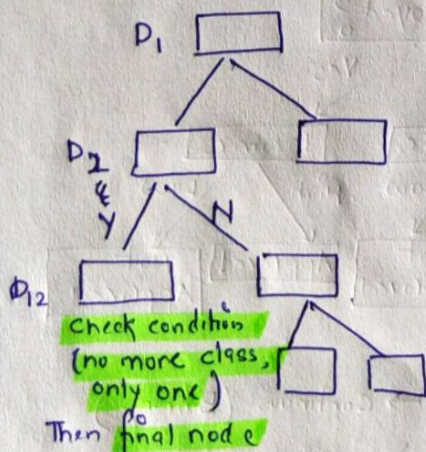 D1
D2
Y
N
D12
Check condition
(no more class,
only one)
Then final node